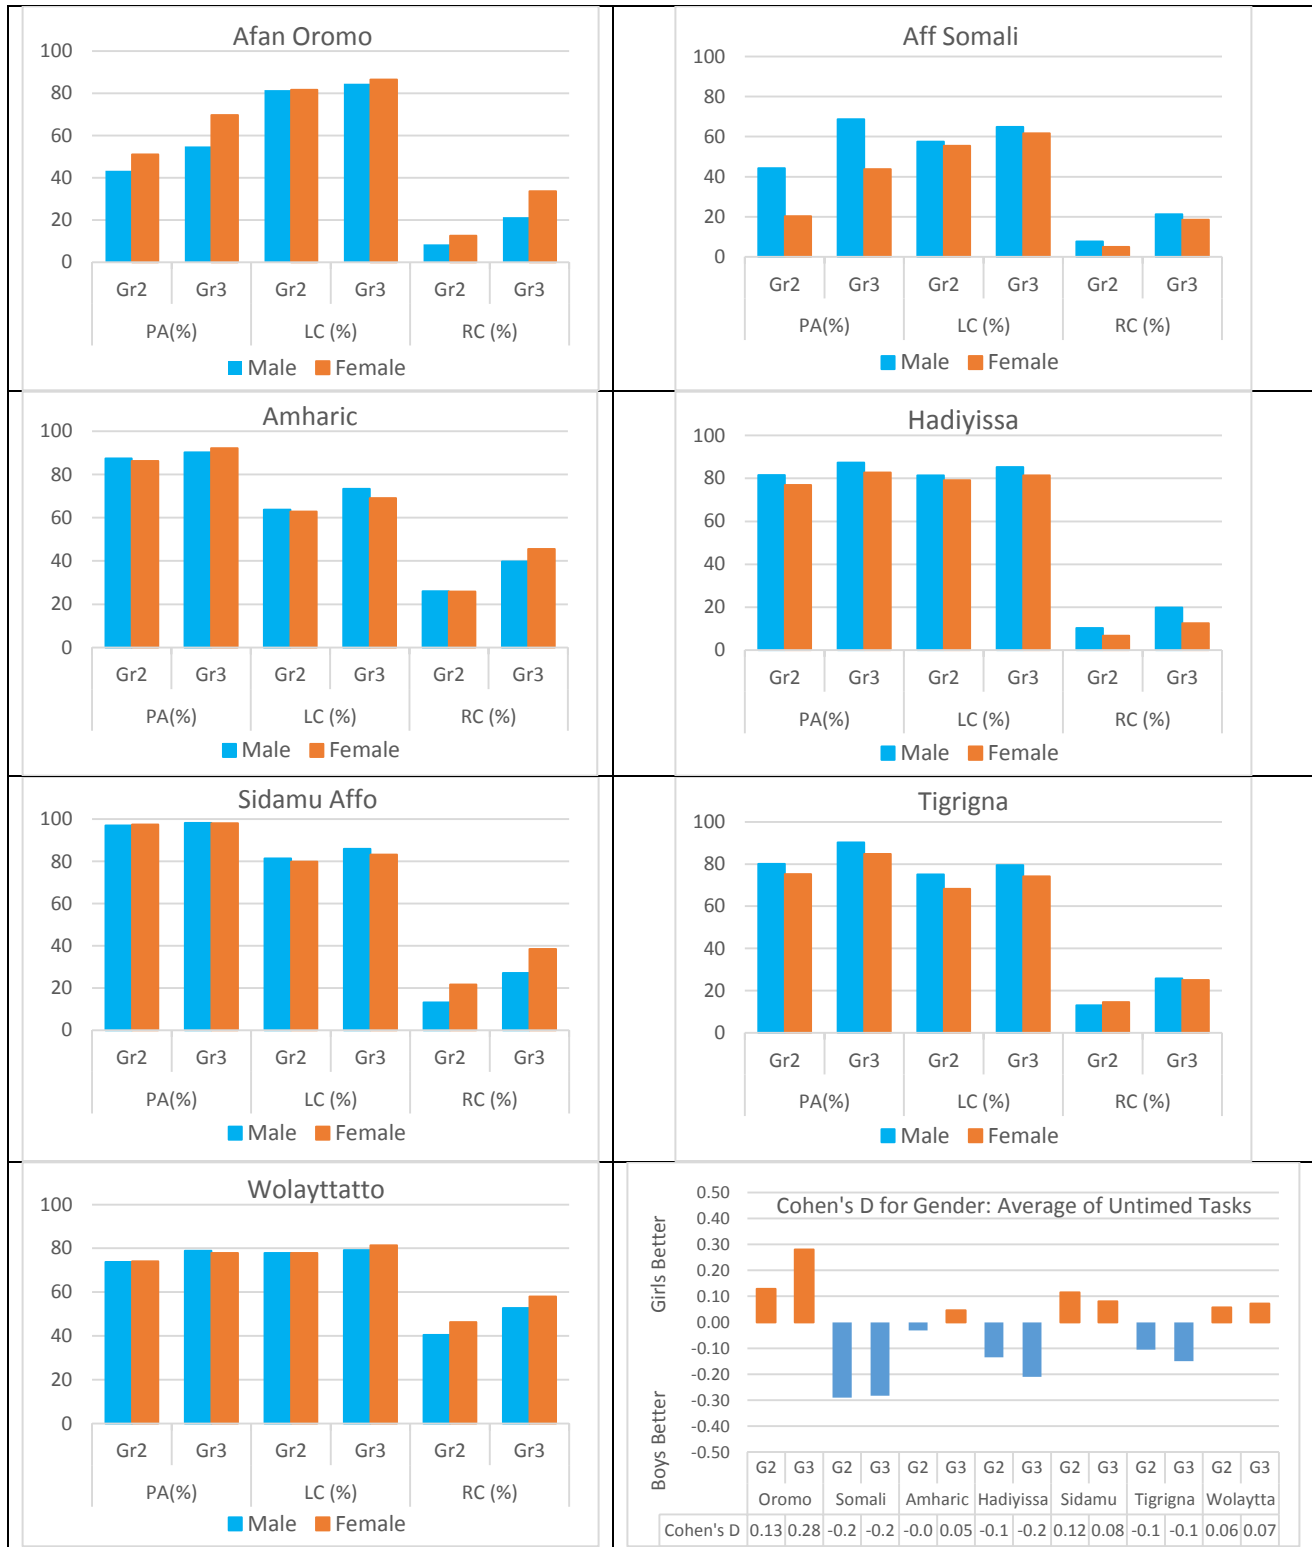 Afan Oromo
100
80
60
40
20
0
Gr2 Gr3 Gr2 Gr3 Gr2 Gr3
PA(%) LC (%) RC (%)
Male Female
Aff Somali
100
80
60
40
20
0
Gr2 Gr3 Gr2 Gr3 Gr2 Gr3
PA(%) LC (%) RC (%)
Male Female
Amharic
100
80
60
40
20
0
Gr2 Gr3 Gr2 Gr3 Gr2 Gr3
PA(%) LC (%) RC (%)
Male Female
Hadiyissa
100
80
60
40
20
0
Gr2 Gr3 Gr2 Gr3 Gr2 Gr3
PA(%) LC (%) RC (%)
Male Female
Sidamu Affo
100
80
60
40
20
0
Gr2 Gr3 Gr2 Gr3 Gr2 Gr3
PA(%) LC (%) RC (%)
Male Female
Tigrigna
100
80
60
40
20
0
Gr2 Gr3 Gr2 Gr3 Gr2 Gr3
PA(%) LC (%) RC (%)
Male Female
Wolayttatto
100
80
60
40
20
0
Gr2 Gr3 Gr2 Gr3 Gr2 Gr3
PA(%) LC (%) RC (%)
Male Female
Cohen's D for Gender: Average of Untimed Tasks
Girls Better
Boys Better
0.50
0.40
0.30
0.20
0.10
0.00
-0.10
-0.20
-0.30
-0.40
-0.50
G2 G3 G2 G3 G2 G3 G2 G3 G2 G3 G2 G3 G2 G3
Oromo Somali Amharic Hadiyissa Sidamu Tigrigna Wolaytta
Cohen's D 0.13 0.28 -0.2 -0.2 -0.0 0.05 -0.1 -0.2 0.12 0.08 -0.1 -0.1 0.06 0.07